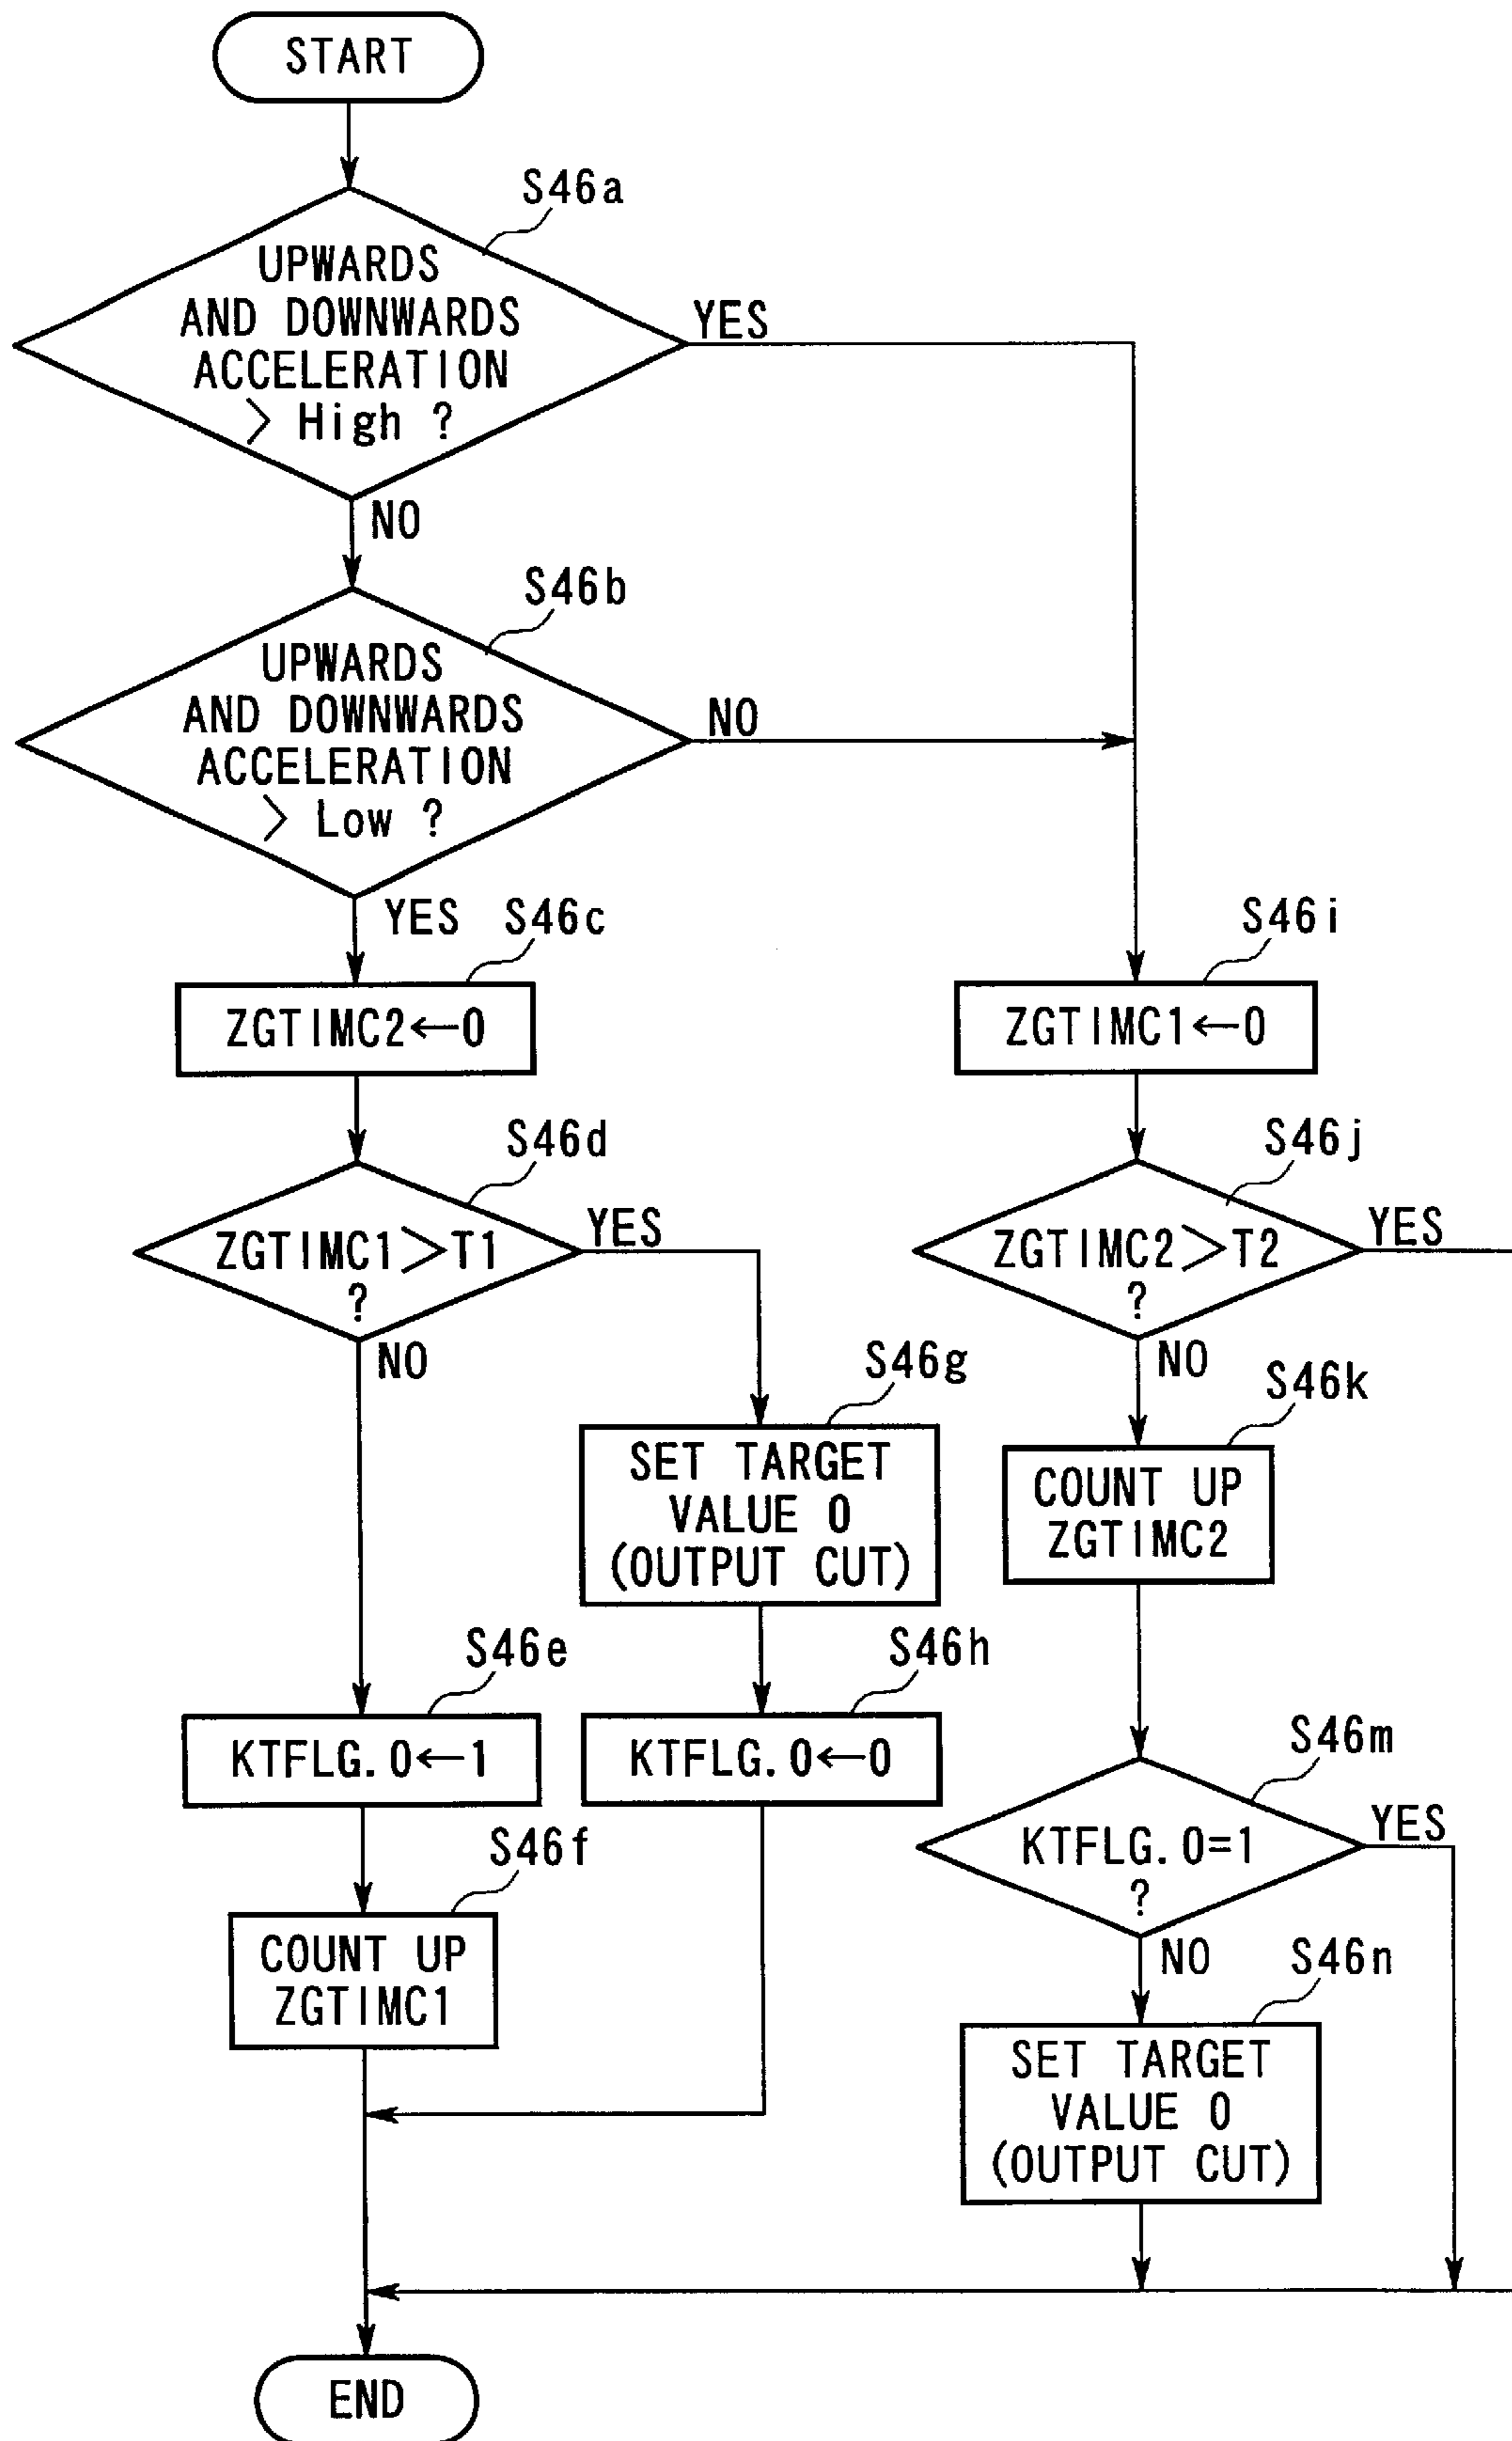 START
S46a
UPWARDS
AND DOWNWARDS
ACCELERATION
> High ?
YES
NO
S46b
UPWARDS
AND DOWNWARDS
ACCELERATION
> Low ?
NO
YES
S46c
ZGTIMC2←0
S46i
ZGTIMC1←0
S46d
ZGTIMC1>T1
?
YES
NO
S46j
ZGTIMC2>T2
?
YES
NO
S46g
SET TARGET
VALUE 0
(OUTPUT CUT)
S46k
COUNT UP
ZGTIMC2
S46e
KTFLG.0←1
S46h
KTFLG.0←0
S46m
KTFLG.0=1
?
YES
NO
S46f
COUNT UP
ZGTIMC1
S46n
SET TARGET
VALUE 0
(OUTPUT CUT)
END